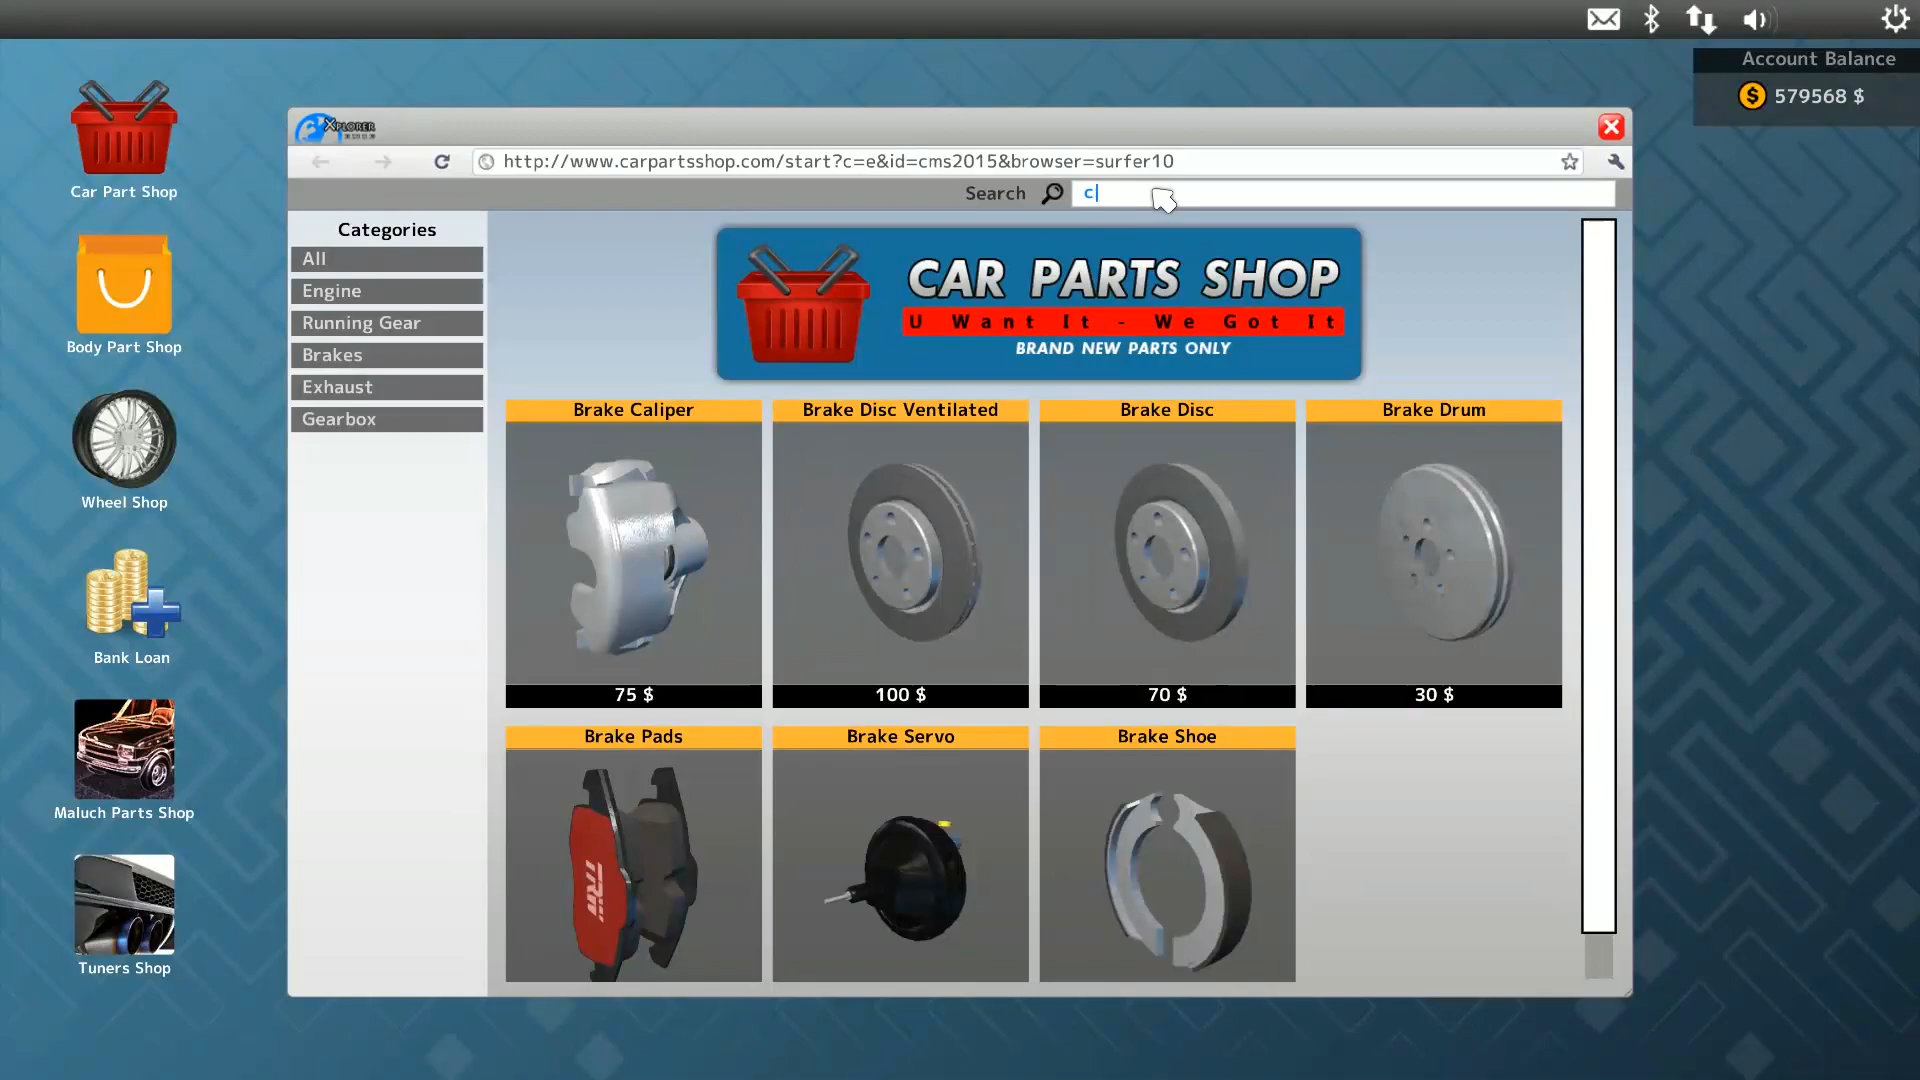 Account Balance
579568 $
Car Part Shop
Body Part Shop
Wheel Shop
Bank Loan
Maluch Parts Shop
Tuners Shop
XPLORER
http://www.carpartsshop.com/start?c=e&id=cms2015&browser=surfer10
Search
c
Categories
All
Engine
Running Gear
Brakes
Exhaust
Gearbox
CAR PARTS SHOP
U Want It - We Got It
BRAND NEW PARTS ONLY
Brake Caliper
Brake Disc Ventilated
Brake Disc
Brake Drum
75 $
100 $
70 $
30 $
Brake Pads
Brake Servo
Brake Shoe
TRW